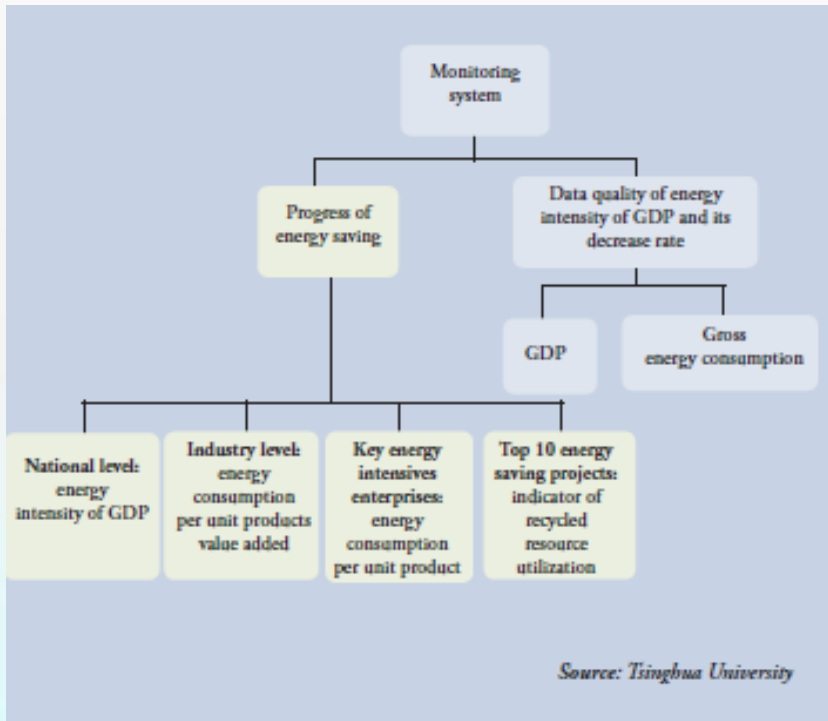 Monitoring
system
Progress of
energy saving
Data quality of energy
intensity of GDP and its
decrease rate
GDP
Gross
energy consumption
National level:
energy
intensity of GDP
Industry level:
energy
consumption
per unit products
value added
Key energy
intensives
enterprises:
energy
consumption
per unit product
Top 10 energy
saving projects:
indicator of
recycled
resource
utilization
Source: Tsinghua University